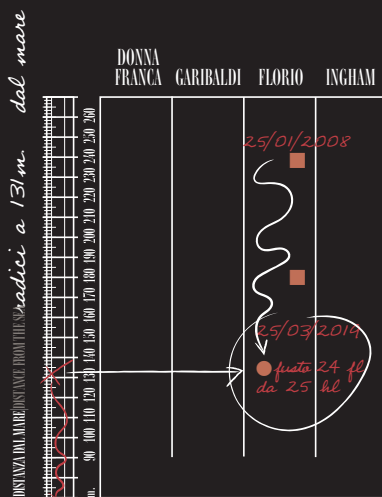 radici a 131m. dal mare
DISTANZA DAL MARE|DISTANCE FROM THE SEA
DONNA
FRANCA
GARIBALDI
FLORIO
INGHAM
260
250
240
230
220
210
200
190
180
170
160
150
140
130
120
110
100
90
m.
25/01/2008
25/03/2019
fusto 24 fl
da 25 hl